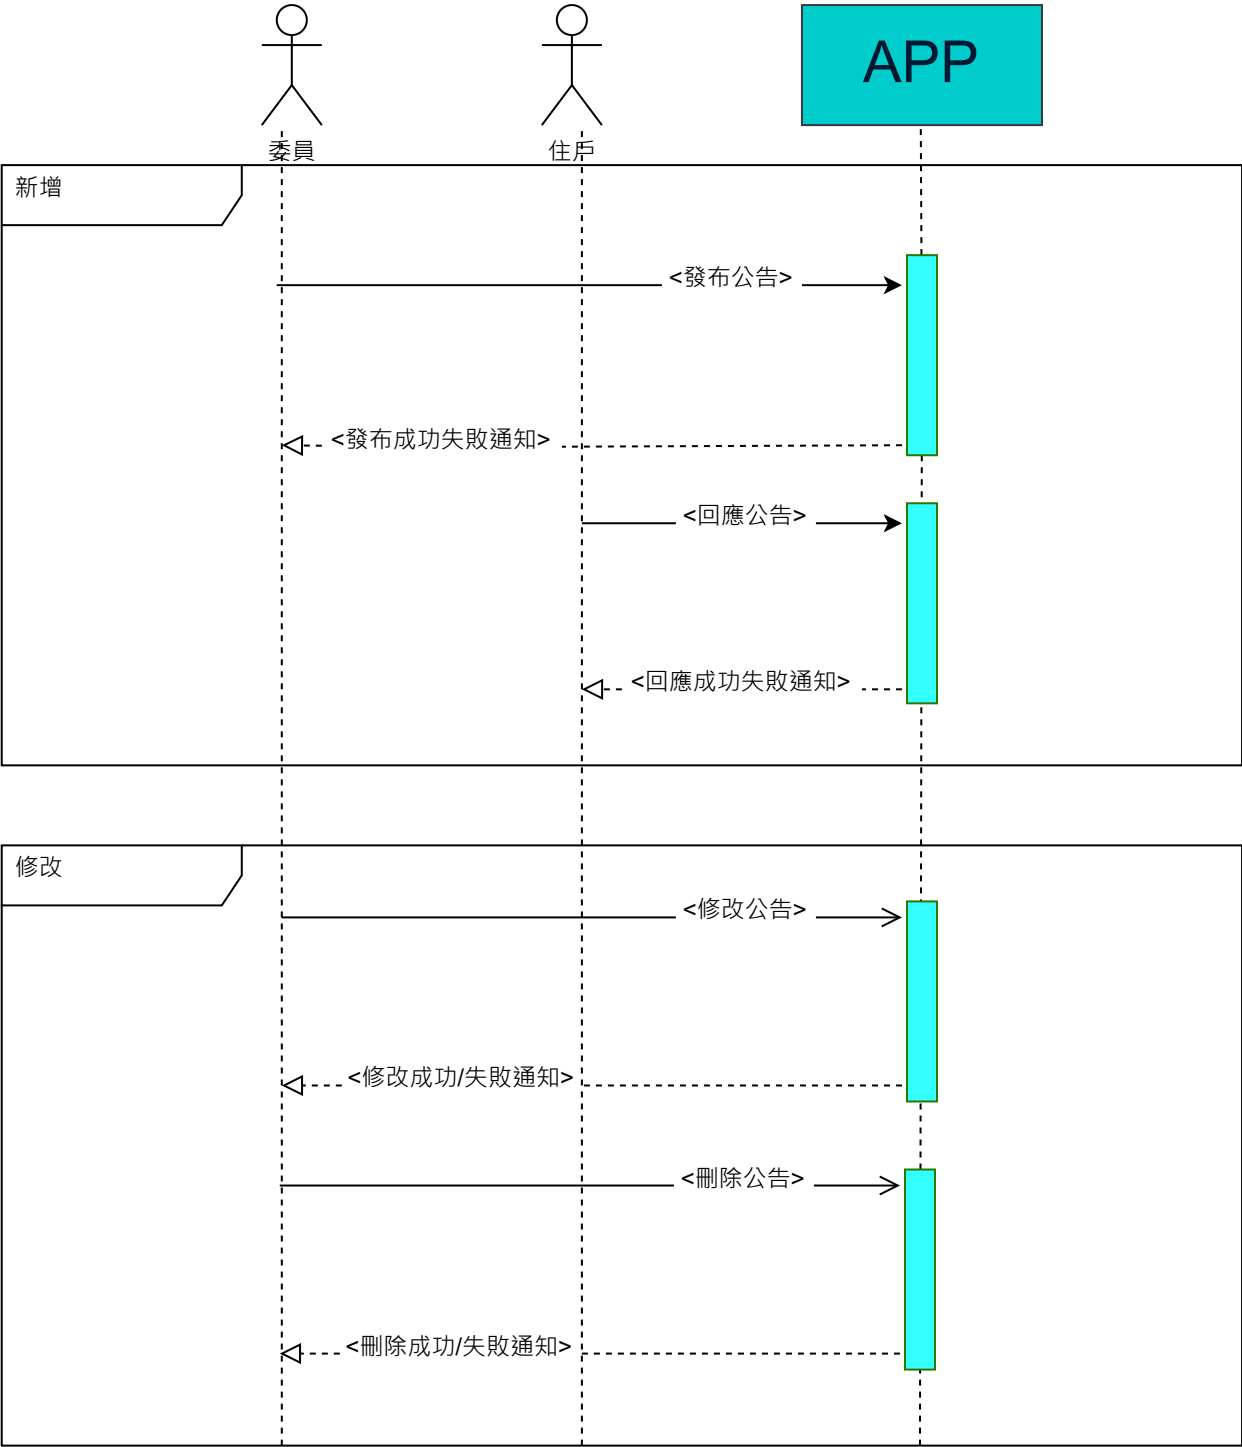 APP
委員
住戶
新增
<發布公告>
<發布成功失敗通知>
<回應公告>
<回應成功失敗通知>
修改
<修改公告>
<修改成功/失敗通知>
<刪除公告>
<刪除成功/失敗通知>